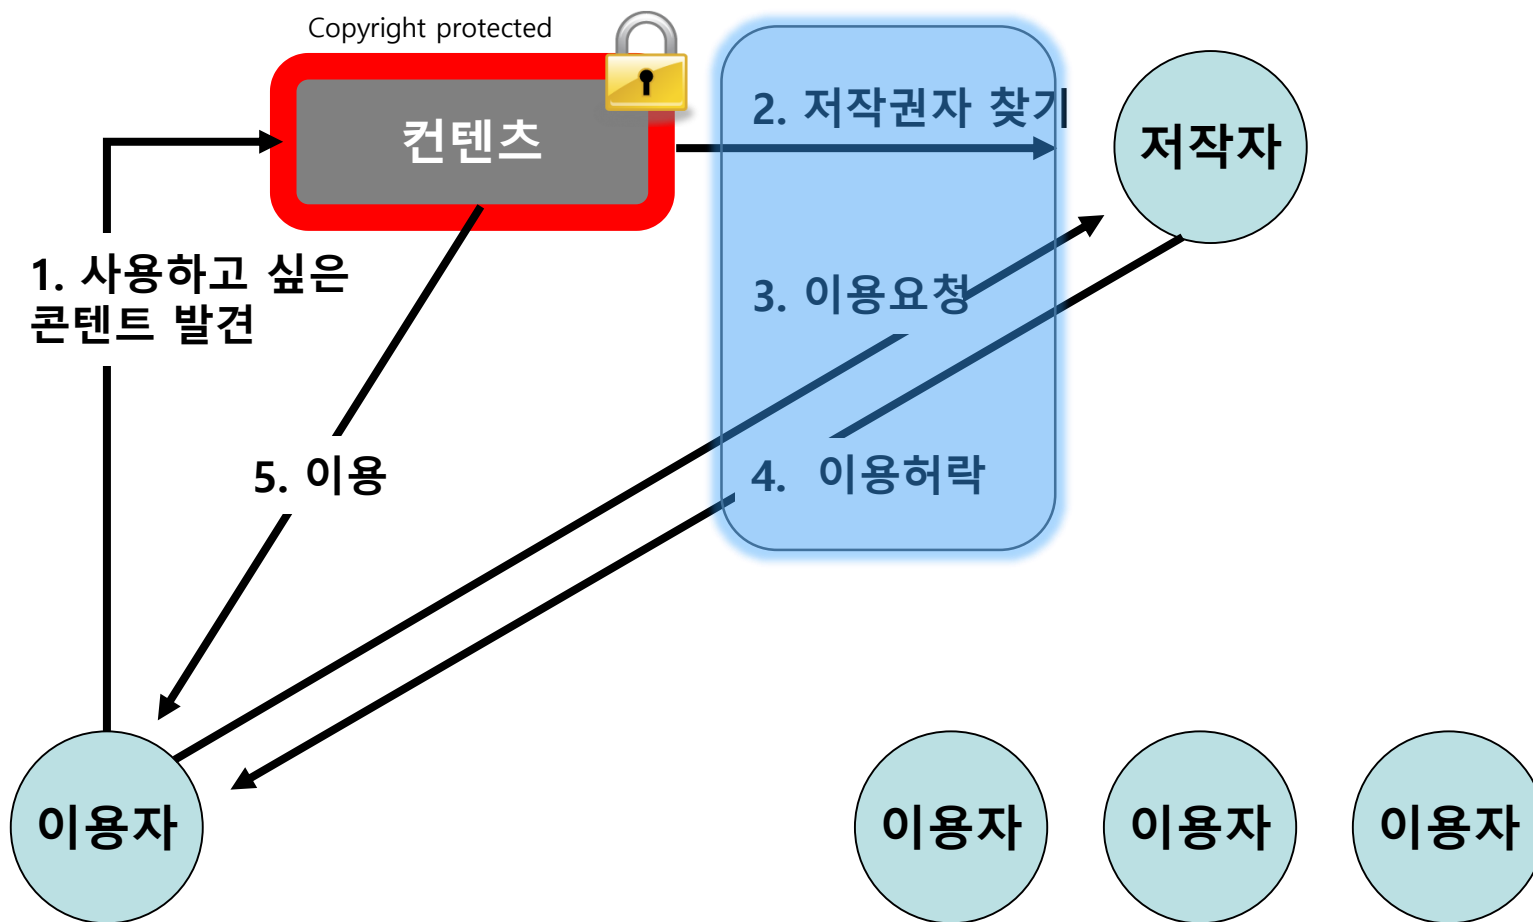 Copyright protected
컨텐츠
2. 저작권자 찾기
저작자
1. 사용하고 싶은
콘텐트 발견
3. 이용요청
5. 이용
4. 이용허락
이용자
이용자
이용자
이용자